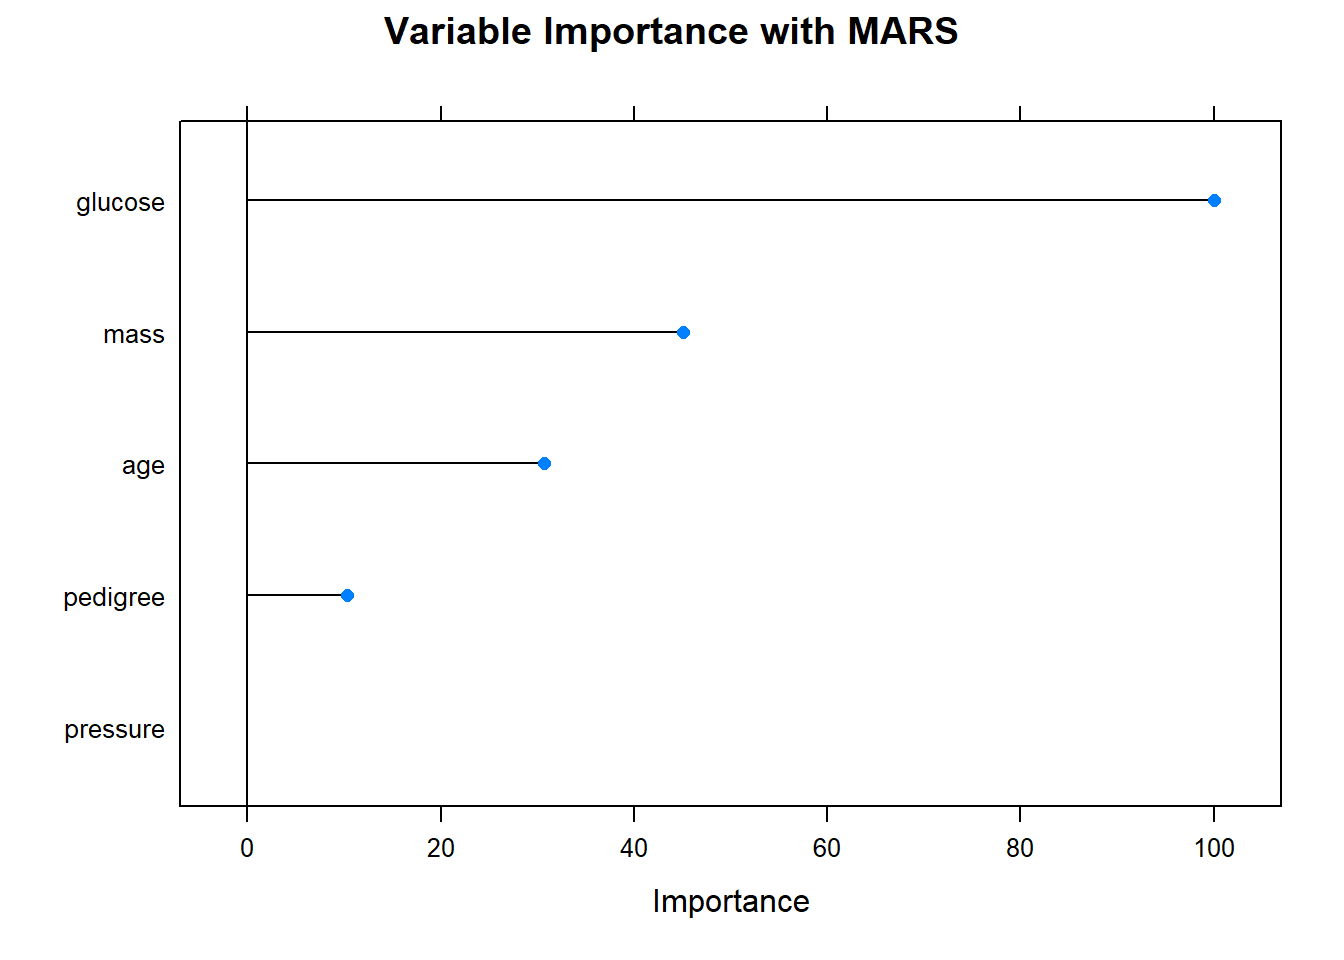 Variable Importance with MARS
glucose
mass
age
pedigree
pressure
0 20 40 60 80 100
Importance